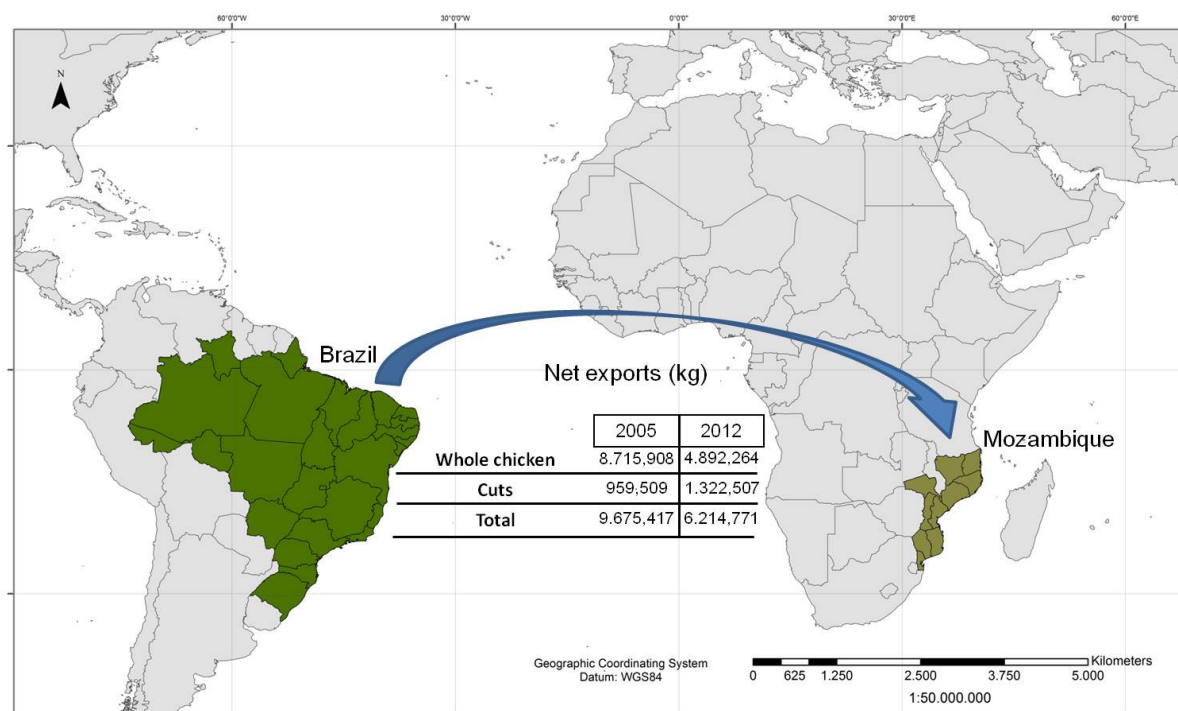 60°0'0"W 30°0'0"W 0°0'0" 30°0'0"E 60°0'0"E
N
Brazil
Net exports (kg)
2005 2012
Mozambique
Whole chicken 8.715,908 4.892,264
Cuts 959,509 1.322,507
Total 9.675,417 6.214,771
Geographic Coordinating System
Datum: WGS84
Kilometers
0 625 1.250 2.500 3.750 5.000
1:50.000.000